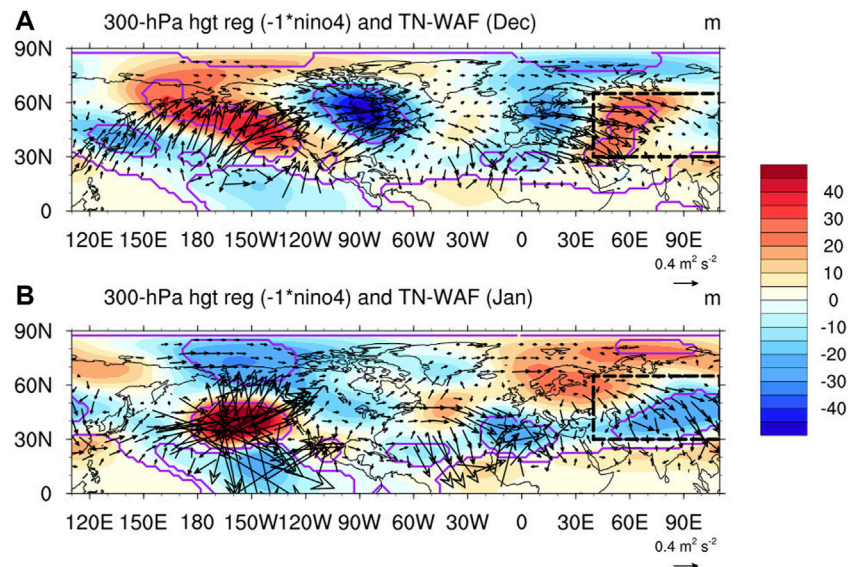 A 300-hPa hgt reg (-1*nino4) and TN-WAF (Dec) m
90N
60N
30N
0
120E 150E 180 150W 120W 90W 60W 30W 0 30E 60E 90E
0.4 m² s⁻²
B 300-hPa hgt reg (-1*nino4) and TN-WAF (Jan) m
90N
60N
30N
0
120E 150E 180 150W 120W 90W 60W 30W 0 30E 60E 90E
0.4 m² s⁻²
40
30
20
10
0
-10
-20
-30
-40